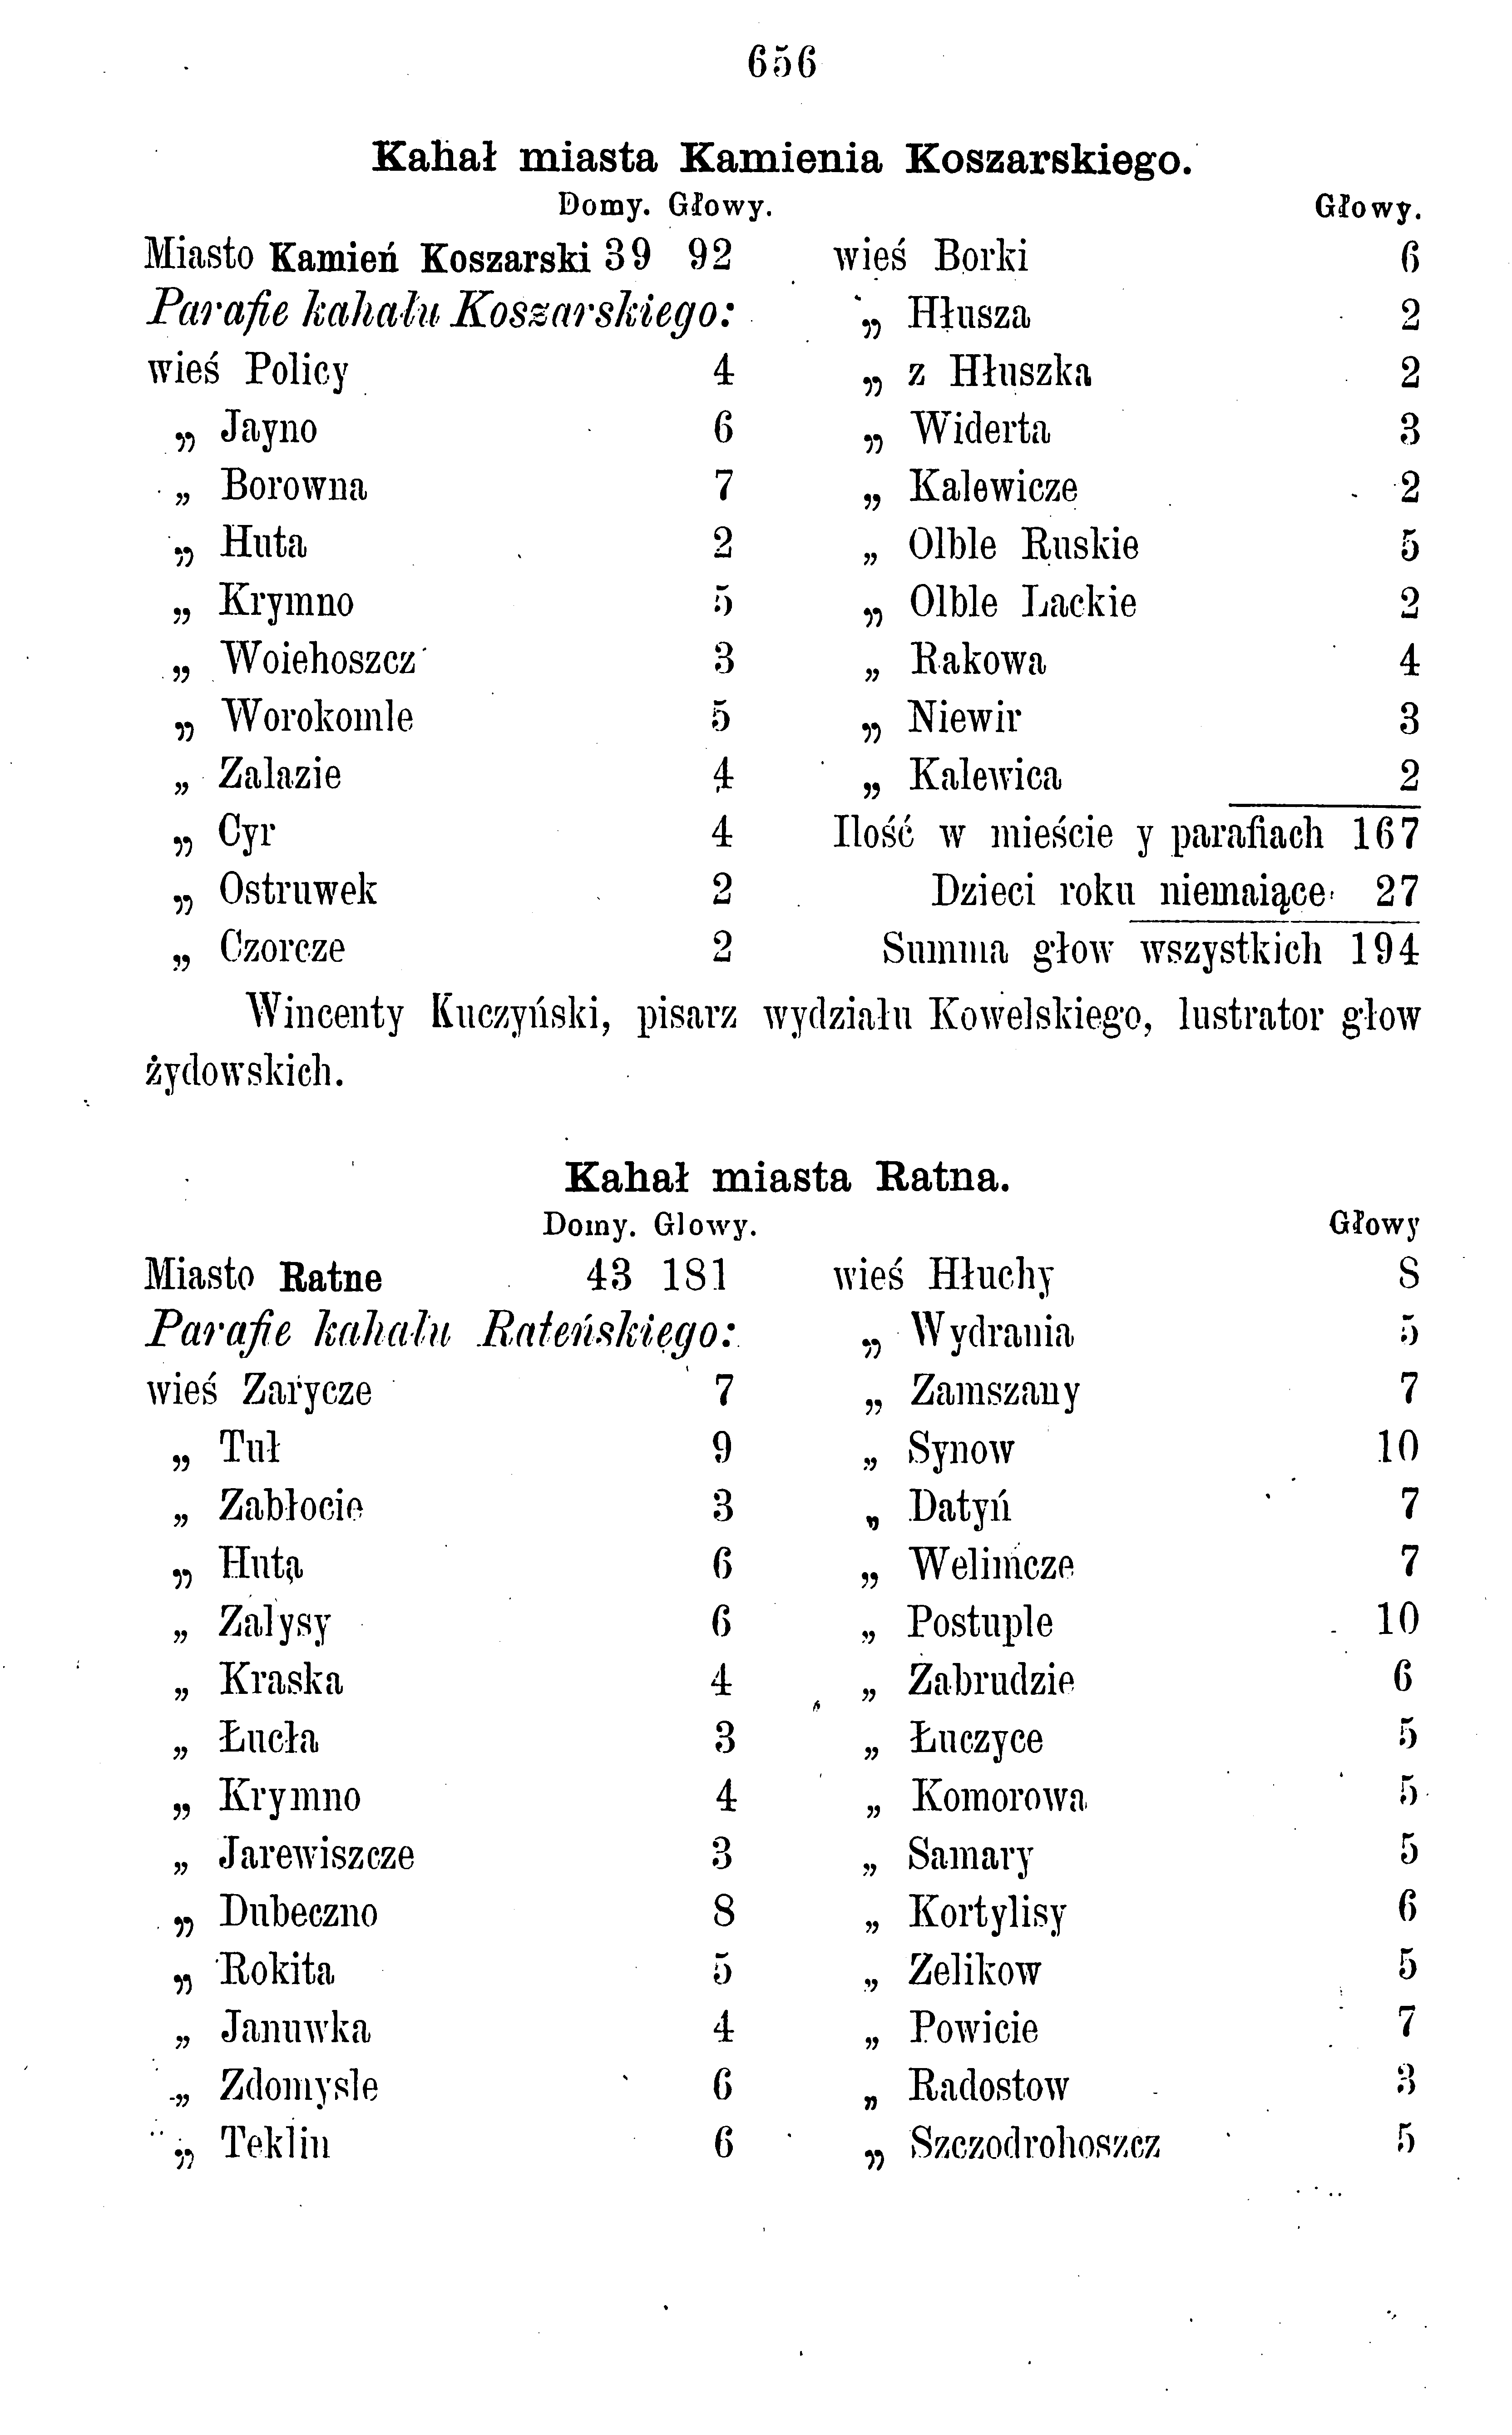 656
Kahał miasta Kamienia Koszarskiego.
Domy. Głowy.
Miasto Kamień Koszarski 39 92
Parafie kahału Koszarskiego:
wieś Policy 4
„ Jayno 6
„ Borowna 7
„ Huta 2
„ Krymno 5
„ Woiehoszcz 3
„ Worokomle 5
„ Zalazie 4
„ Cyr 4
„ Ostruwek 2
„ Czorcze 2
Głowy.
wieś Borki 6
„ Hłusza 2
„ z Hłuszka 2
„ Widerta 3
„ Kalewicze 2
„ Olble Ruskie 5
„ Olble Lackie 2
„ Rakowa 4
„ Niewir 3
„ Kalewica 2
Ilość w mieście y parafiach 167
Dzieci roku niemaiące 27
Summa głow wszystkich 194
Wincenty Kuczyński, pisarz wydziału Kowelskiego, lustrator głow
żydowskich.
Kahał miasta Ratna.
Domy. Glowy.
Miasto Ratne 43 181
Parafie kahału Rateńskiego:
wieś Zarycze 7
„ Tuł 9
„ Zabłocie 3
„ Huta 6
„ Zalysy 6
„ Kraska 4
„ Łucła 3
„ Krymno 4
„ Jarewiszcze 3
„ Dubeczno 8
„ Rokita 5
„ Januwka 4
„ Zdomysle 6
„ Teklin 6
Głowy
wieś Hłuchy 8
„ Wydrania 5
„ Zamszany 7
„ Synow 10
„ Datyń 7
„ Welimcze 7
„ Postuple 10
„ Zabrudzie 6
„ Łuczyce 5
„ Komorowa 5
„ Samary 5
„ Kortylisy 6
„ Zelikow 5
„ Powicie 7
„ Radostow 3
„ Szczodrohoszcz 5